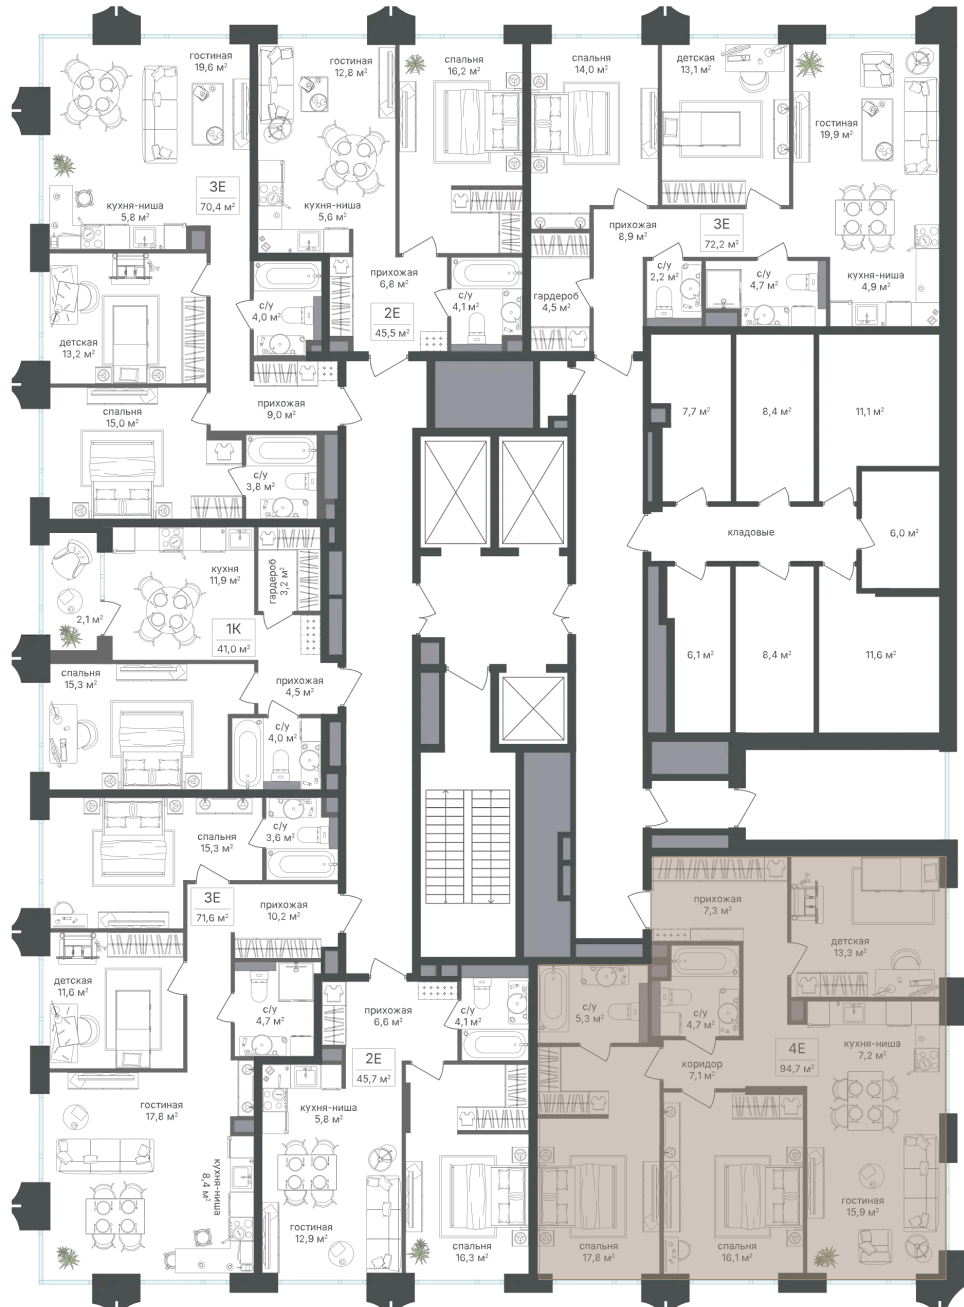 гостиная
19,6 м²
кухня-ниша
5,8 м²
3Е
70,4 м²
детская
13,2 м²
спальня
15,0 м²
с/у
4,0 м²
прихожая
9,0 м²
с/у
3,8 м²
гостиная
12,8 м²
кухня-ниша
5,6 м²
спальня
16,2 м²
прихожая
6,8 м²
2Е
45,5 м²
с/у
4,1 м²
спальня
14,0 м²
детская
13,1 м²
гостиная
19,9 м²
прихожая
8,9 м²
3Е
72,2 м²
с/у
2,2 м²
с/у
4,7 м²
кухня-ниша
4,9 м²
гардероб
4,5 м²
7,7 м²
8,4 м²
11,1 м²
кладовые
6,0 м²
6,1 м²
8,4 м²
11,6 м²
кухня
11,9 м²
гардероб
3,2 м²
2,1 м²
1К
41,0 м²
спальня
15,3 м²
прихожая
4,5 м²
с/у
4,0 м²
спальня
15,3 м²
с/у
3,6 м²
3Е
71,6 м²
прихожая
10,2 м²
детская
11,6 м²
с/у
4,7 м²
гостиная
17,8 м²
кухня-ниша
8,4 м²
прихожая
6,6 м²
с/у
4,1 м²
2Е
45,7 м²
кухня-ниша
5,8 м²
гостиная
12,9 м²
спальня
16,3 м²
прихожая
7,3 м²
детская
13,3 м²
с/у
5,3 м²
с/у
4,7 м²
коридор
7,1 м²
4Е
94,7 м²
кухня-ниша
7,2 м²
гостиная
15,9 м²
спальня
17,8 м²
спальня
16,1 м²